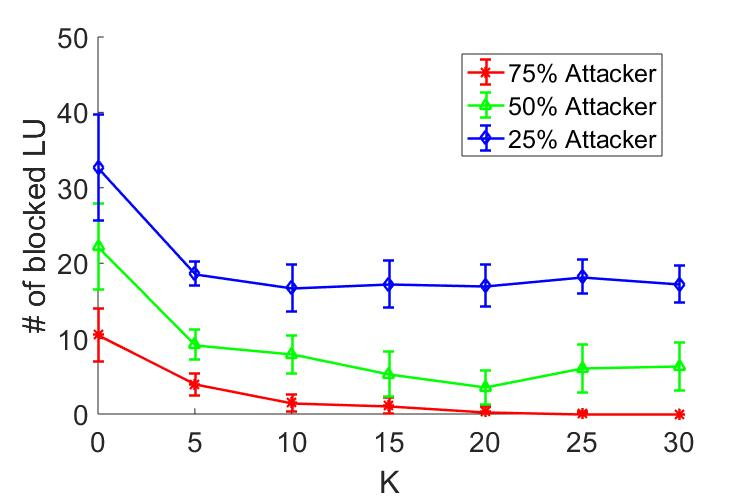 50
40
30
20
10
0
# of blocked LU
75% Attacker
50% Attacker
25% Attacker
0 5 10 15 20 25 30
K